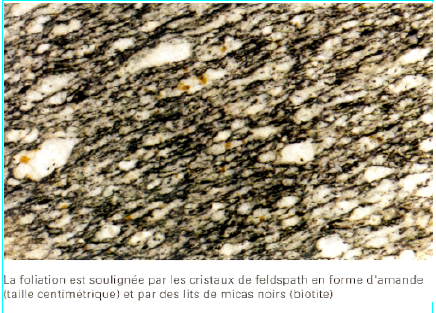 La foliation est soulignée par les cristaux de feldspath en forme d'amande
(taille centimétrique) et par des lits de micas noirs (biotite)